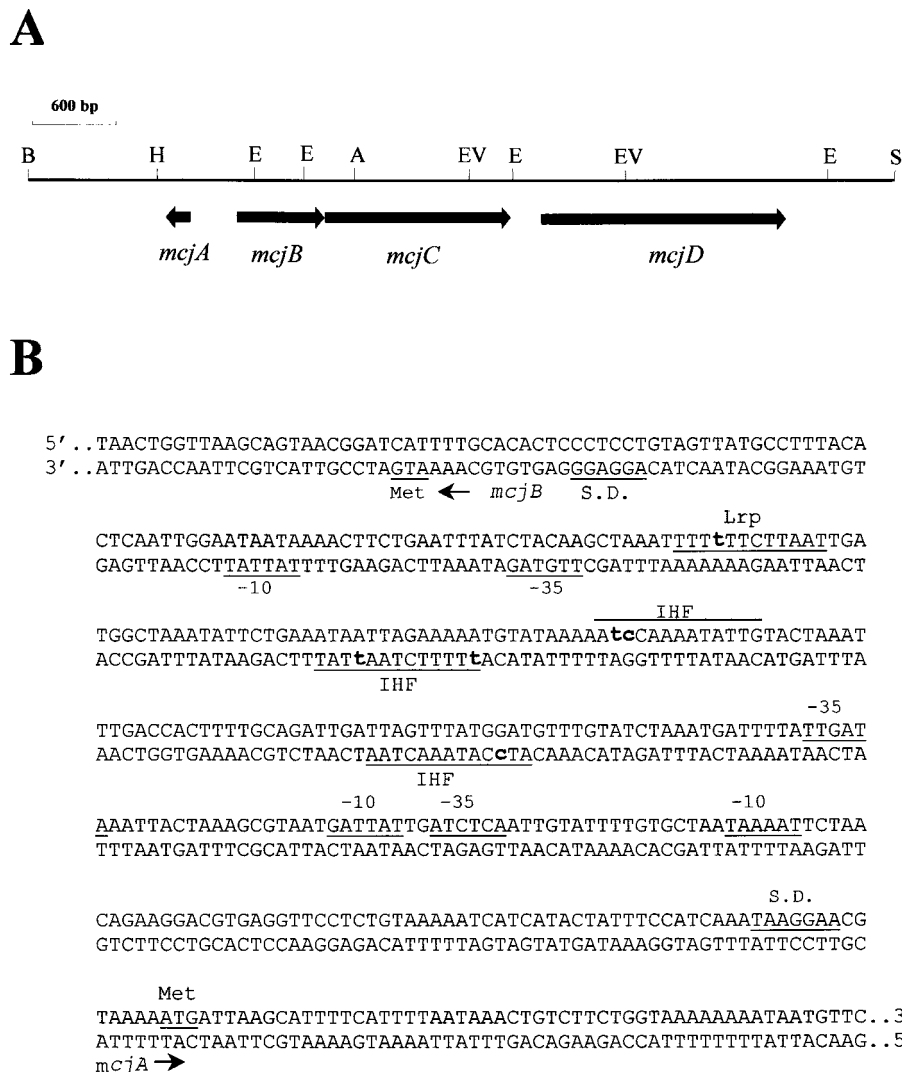 A
600 bp
B H E E A EV E EV E S
mcjA mcjB mcjC mcjD
B
5'..TAACTGGTTAAGCAGTAACGGATCATTTTGCACACTCCCTCCTGTAGTTATGCCTTTACA
3'..ATTGACCAATTCGTCATTGCCTAGTAAAACGTGTGAGGGAGGACATCAATACGGAAATGT
Met ← mcjB S.D.
Lrp
CTCAATTGGAATAATAAAACTTCTGAATTTATCTACAAGCTAAATTTTtTTCTTAATTGA
GAGTTAACCTTATTATTTTGAAGACTTAAATAGATGTTCGATTTAAAAAAAGAATTAACT
-10 -35
IHF
TGGCTAAATATTCTGAAATAATTAGAAAAATGTATAAAAAtcCAAAATATTGTACTAAAT
ACCGATTTATAAGACTTTATtAATCTTTTtACATATTTTTAGGTTTTATAACATGATTTA
IHF
-35
TTGACCACTTTTGCAGATTGATTAGTTTATGGATGTTTGTATCTAAATGATTTTATTGAT
AACTGGTGAAAACGTCTAACTAATCAAATACcTACAAACATAGATTTACTAAAATAACTA
IHF
-10 -35 -10
AAATTACTAAAGCGTAATGATTATTGATCTCAATTGTATTTTGTGCTAATAAAATTCTAA
TTTAATGATTTCGCATTACTAATAACTAGAGTTAACATAAAACACGATTATTTTAAGATT
S.D.
CAGAAGGACGTGAGGTTCCTCTGTAAAAATCATCATACTATTTCCATCAAATAAGGAACG
GTCTTCCTGCACTCCAAGGAGACATTTTTAGTAGTATGATAAAGGTAGTTTATTCCTTGC
Met
TAAAAATGATTAAGCATTTTCATTTTAATAAACTGTCTTCTGGTAAAAAAAATAATGTTC..3
ATTTTTACTAATTCGTAAAAGTAAAATTATTTGACAGAAGACCATTTTTTTTATTACAAG..5
mcjA →